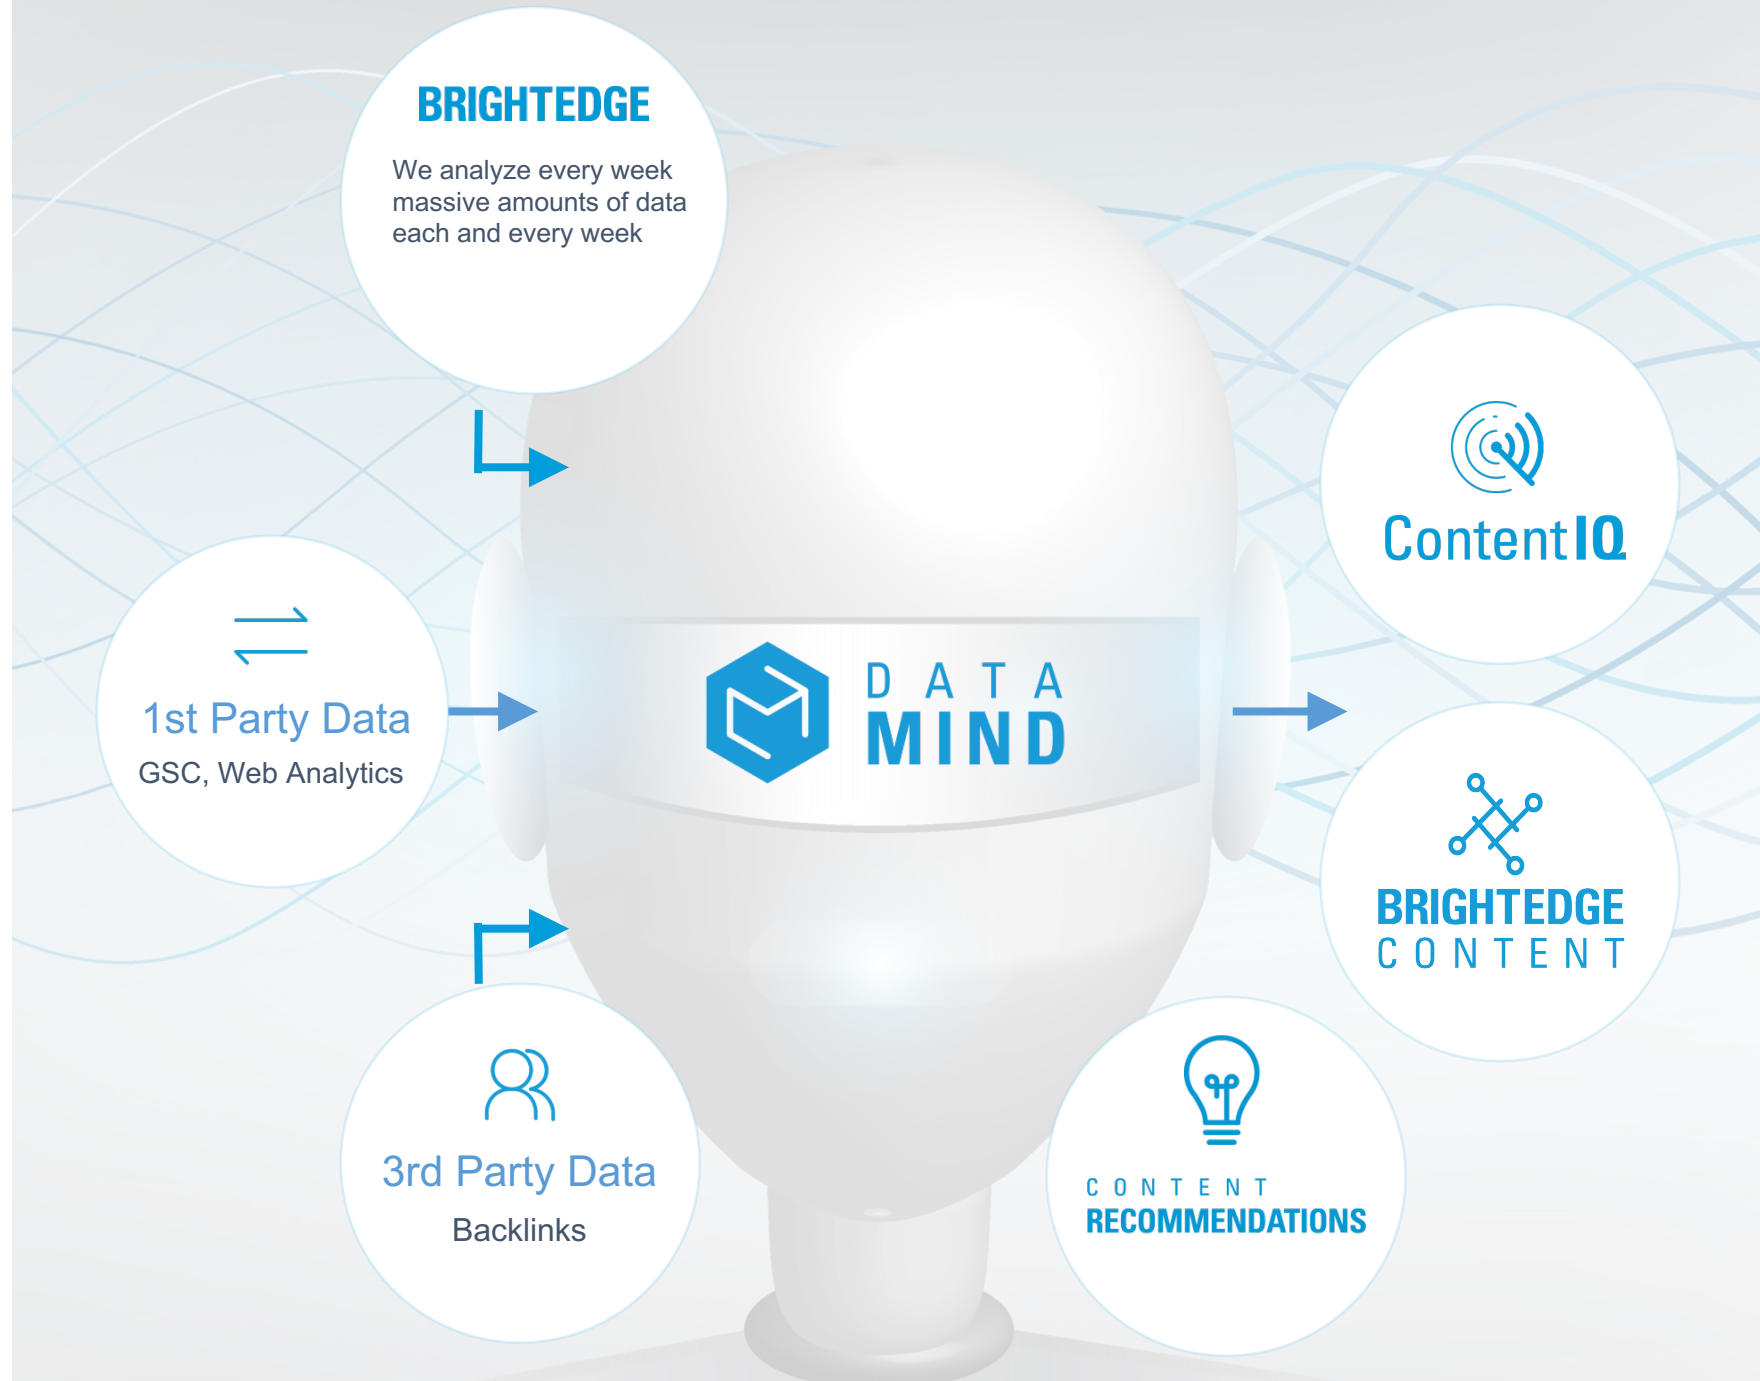 BRIGHTEDGE
We analyze every week
massive amounts of data
each and every week
1st Party Data
GSC, Web Analytics
3rd Party Data
Backlinks
DATA
MIND
ContentIQ
BRIGHTEDGE
CONTENT
CONTENT
RECOMMENDATIONS